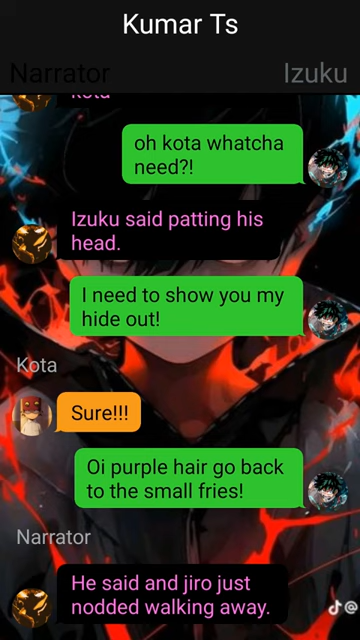 Kumar Ts
Narrator
Izuku
kota
oh kota whatcha
need?!
Izuku said patting his
head.
I need to show you my
hide out!
Kota
Sure!!!
Oi purple hair go back
to the small fries!
Narrator
He said and jiro just
nodded walking away.
@